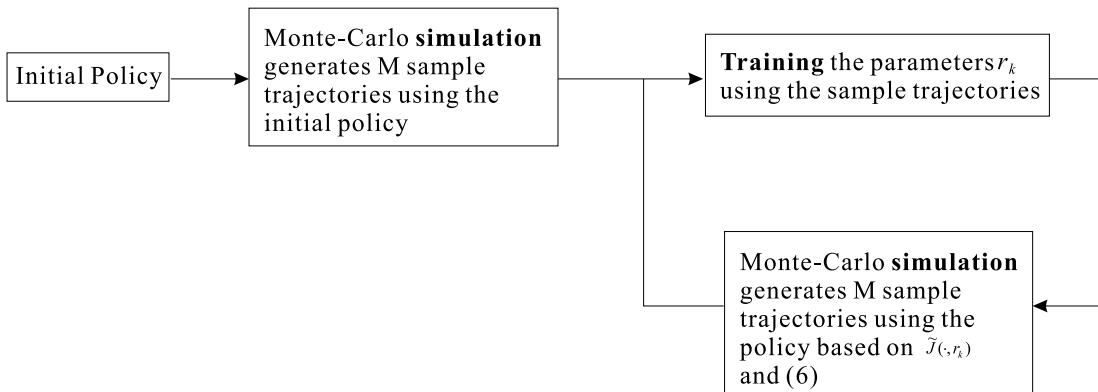 Initial Policy
Monte-Carlo simulation
generates M sample
trajectories using the
initial policy
Training the parameters r_k
using the sample trajectories
Monte-Carlo simulation
generates M sample
trajectories using the
policy based on J̃(·,r_k)
and (6)